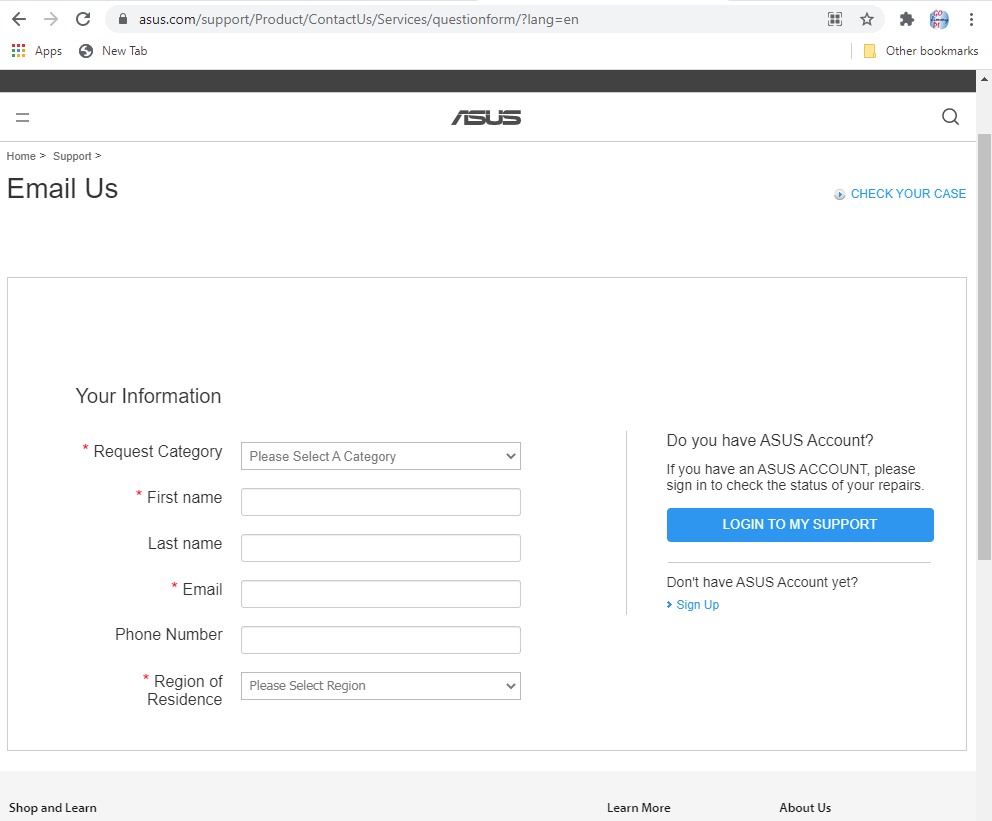 asus.com/support/Product/ContactUs/Services/questionform/?lang=en
Apps New Tab Other bookmarks
ASUS
Home > Support >
Email Us
CHECK YOUR CASE
Your Information
* Request Category
Please Select A Category
* First name
Last name
* Email
Phone Number
* Region of
Residence
Please Select Region
Do you have ASUS Account?
If you have an ASUS ACCOUNT, please
sign in to check the status of your repairs.
LOGIN TO MY SUPPORT
Don't have ASUS Account yet?
Sign Up
Shop and Learn Learn More About Us